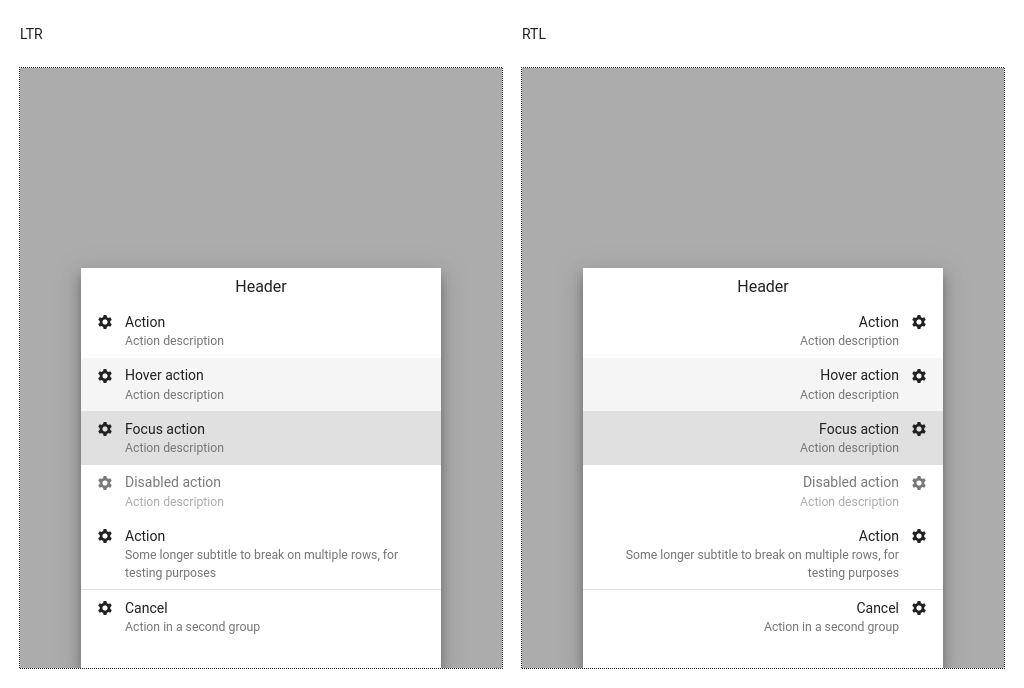 LTR
Header
Action
Action description
Hover action
Action description
Focus action
Action description
Disabled action
Action description
Action
Some longer subtitle to break on multiple rows, for
testing purposes
Cancel
Action in a second group
RTL
Header
Action
Action description
Hover action
Action description
Focus action
Action description
Disabled action
Action description
Action
Some longer subtitle to break on multiple rows, for
testing purposes
Cancel
Action in a second group